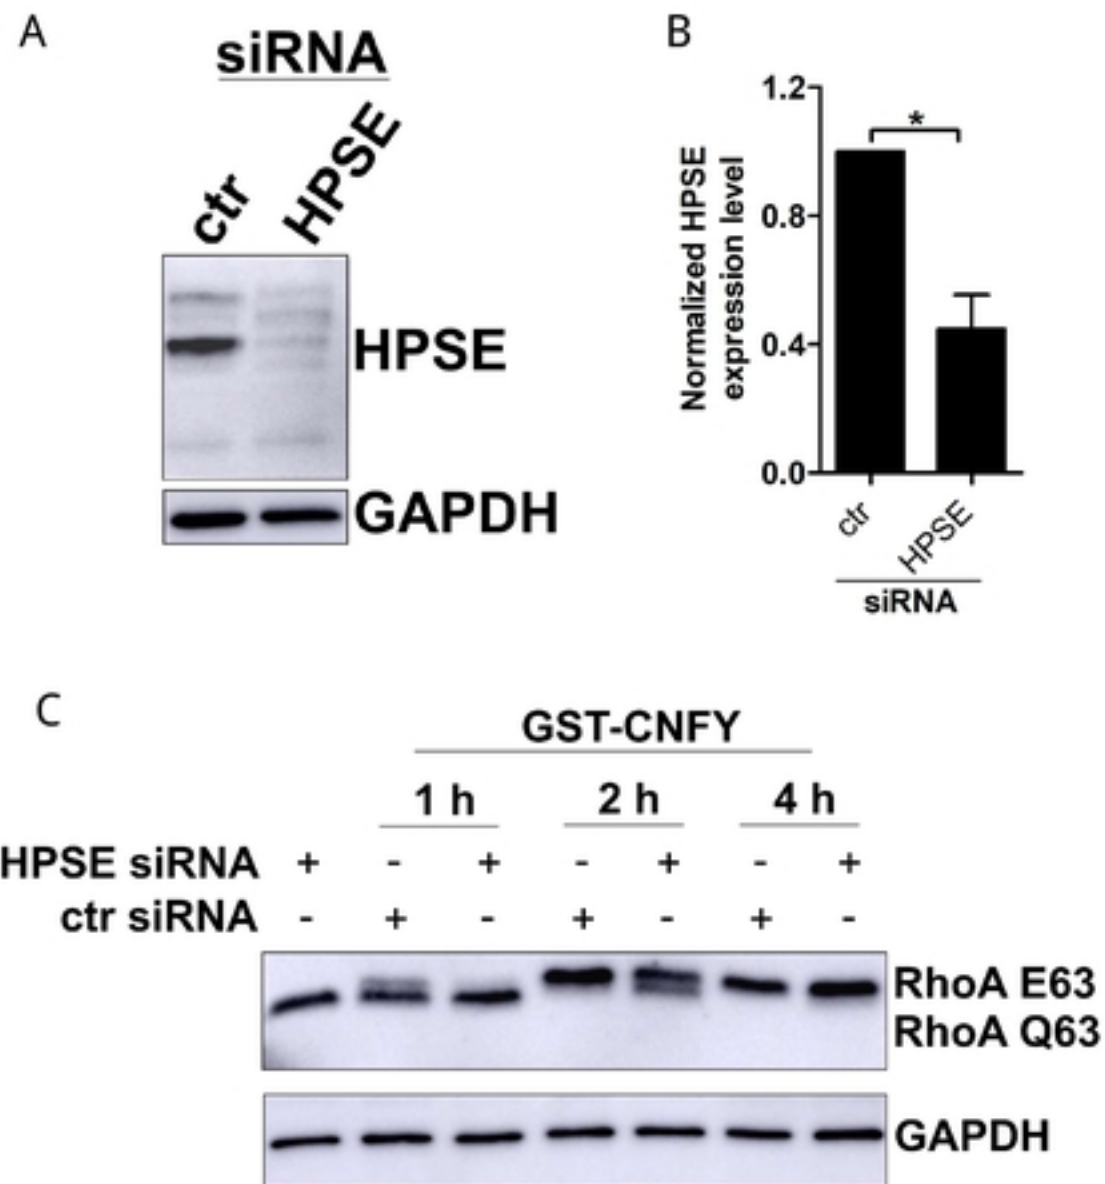 A
siRNA
ctr HPSE
HPSE
GAPDH
B
Normalized HPSE
expression level
1.2
0.8
0.4
0.0
*
ctr HPSE
siRNA
C
GST-CNFY
1 h 2 h 4 h
HPSE siRNA + - + - + - +
ctr siRNA - + - + - + -
RhoA E63
RhoA Q63
GAPDH